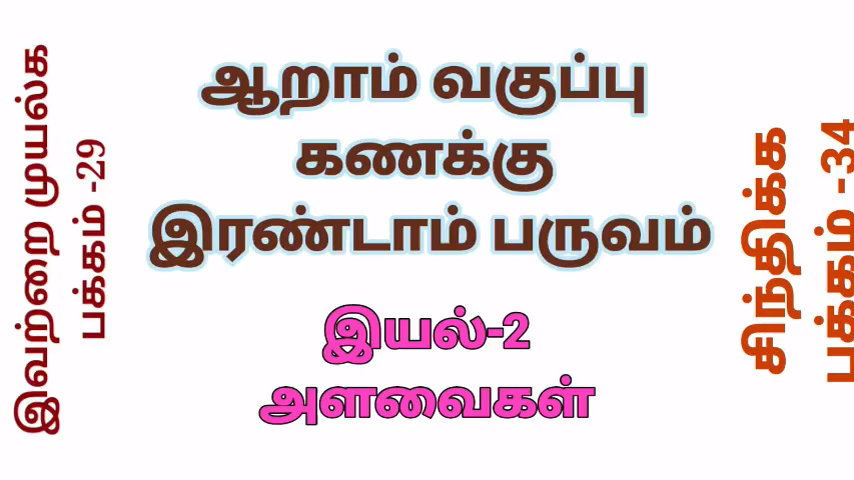 இவற்றை முயல்க
பக்கம் -29
ஆறாம் வகுப்பு
கணக்கு
இரண்டாம் பருவம்
இயல்-2
அளவைகள்
சிந்திக்க
பக்கம் -34